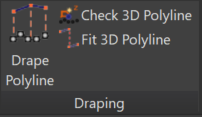 Check 3D Polyline
Fit 3D Polyline
Drape
Polyline
Draping